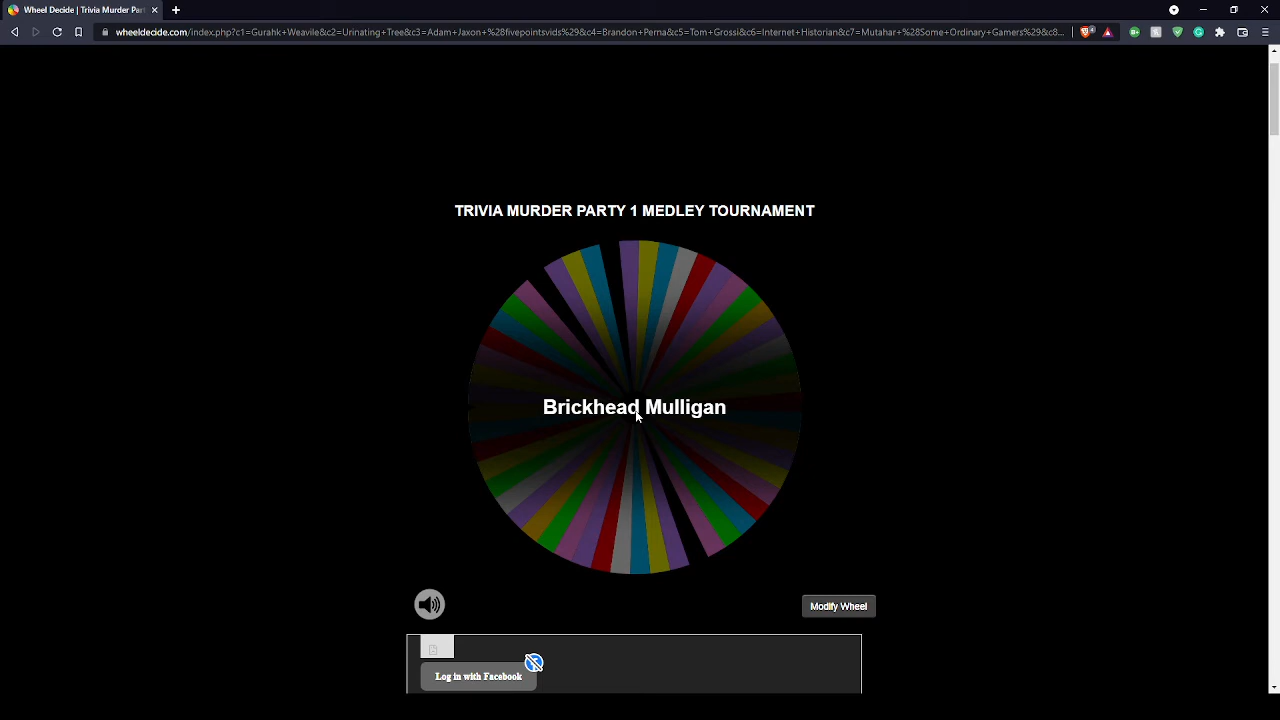 Wheel Decide | Trivia Murder Par
wheeldecide.com/index.php?c1=Gurahk+Weavile&c2=Urinating+Tree&c3=Adam+Jaxon+%28fivepointsvids%29&c4=Brandon+Perna&c5=Tom+Grossi&c6=Internet+Historian&c7=Mutahar+%28Some+Ordinary+Gamers%29&c8...
TRIVIA MURDER PARTY 1 MEDLEY TOURNAMENT
Brickhead Mulligan
Modify Wheel
Log in with Facebook